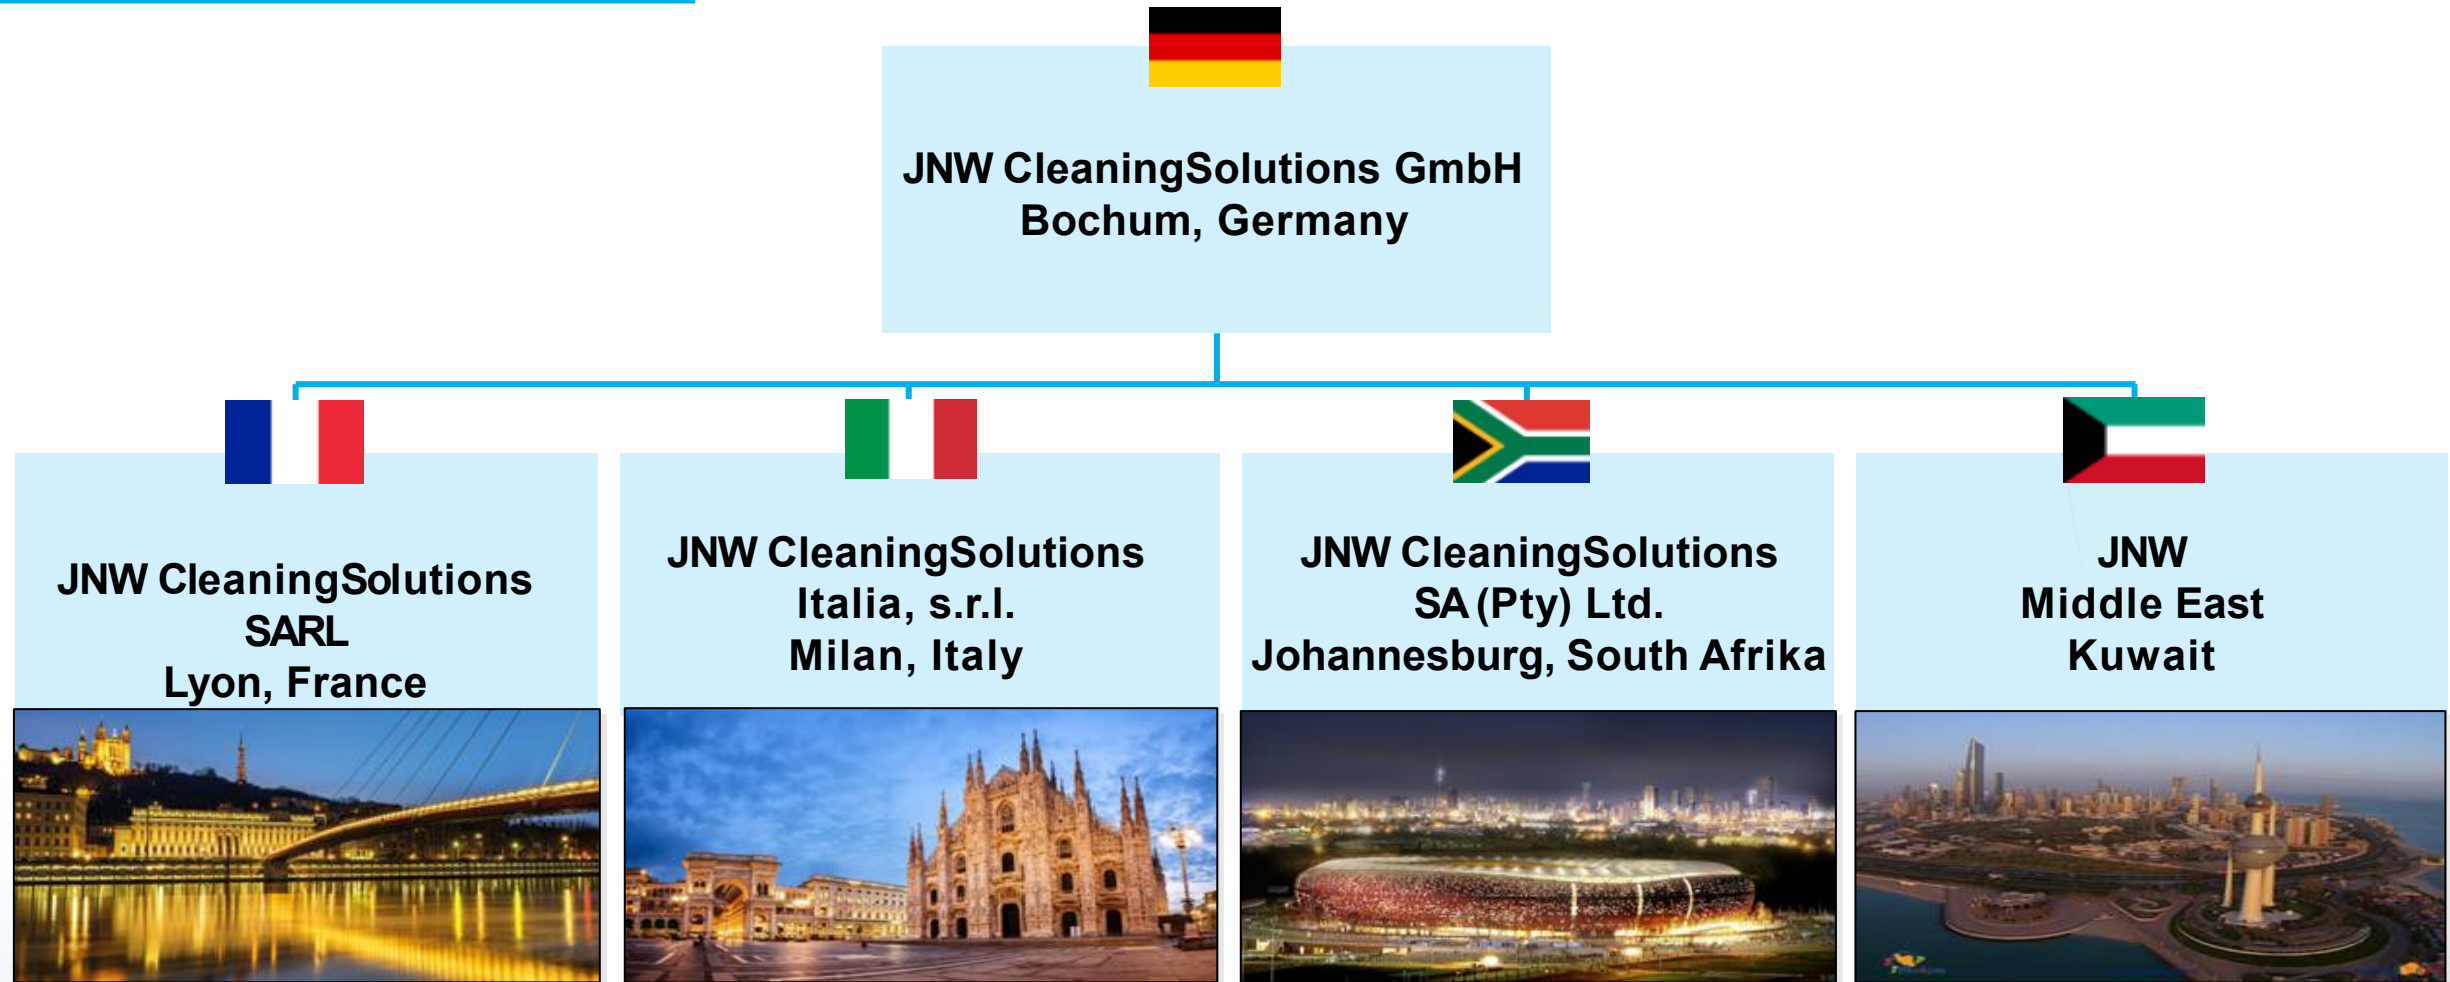 JNW CleaningSolutions GmbH
Bochum, Germany
JNW CleaningSolutions
SARL
Lyon, France
JNW CleaningSolutions
Italia, s.r.l.
Milan, Italy
JNW CleaningSolutions
SA (Pty) Ltd.
Johannesburg, South Afrika
JNW
Middle East
Kuwait